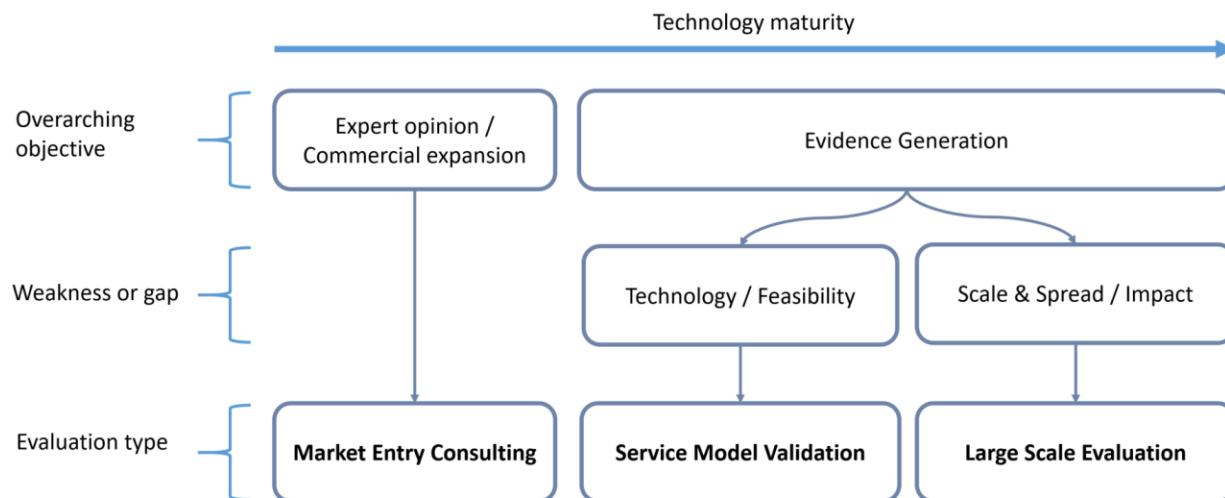 Technology maturity
Overarching
objective
Expert opinion /
Commercial expansion
Evidence Generation
Weakness or gap
Technology / Feasibility
Scale & Spread / Impact
Evaluation type
Market Entry Consulting
Service Model Validation
Large Scale Evaluation